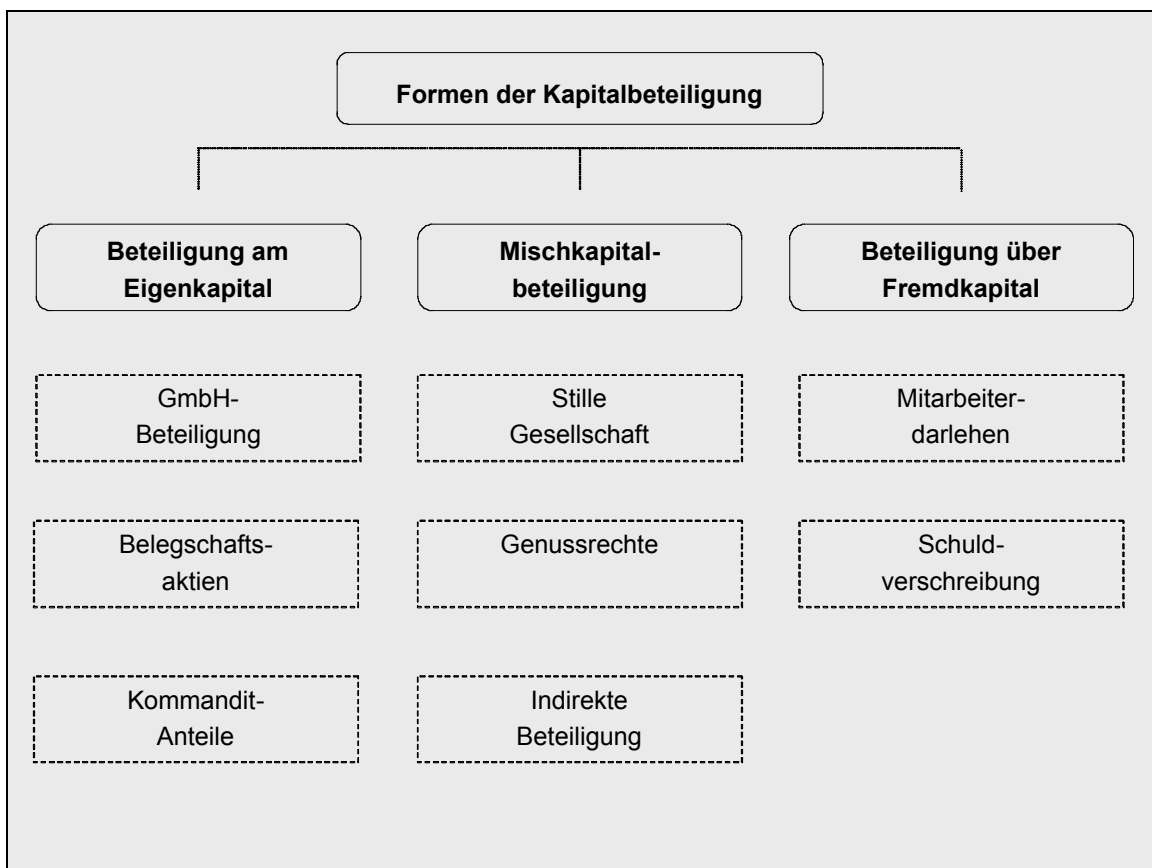 Formen der Kapitalbeteiligung
Beteiligung am
Eigenkapital
Mischkapital-
beteiligung
Beteiligung über
Fremdkapital
GmbH-
Beteiligung
Stille
Gesellschaft
Mitarbeiter-
darlehen
Belegschafts-
aktien
Genussrechte
Schuld-
verschreibung
Kommandit-
Anteile
Indirekte
Beteiligung